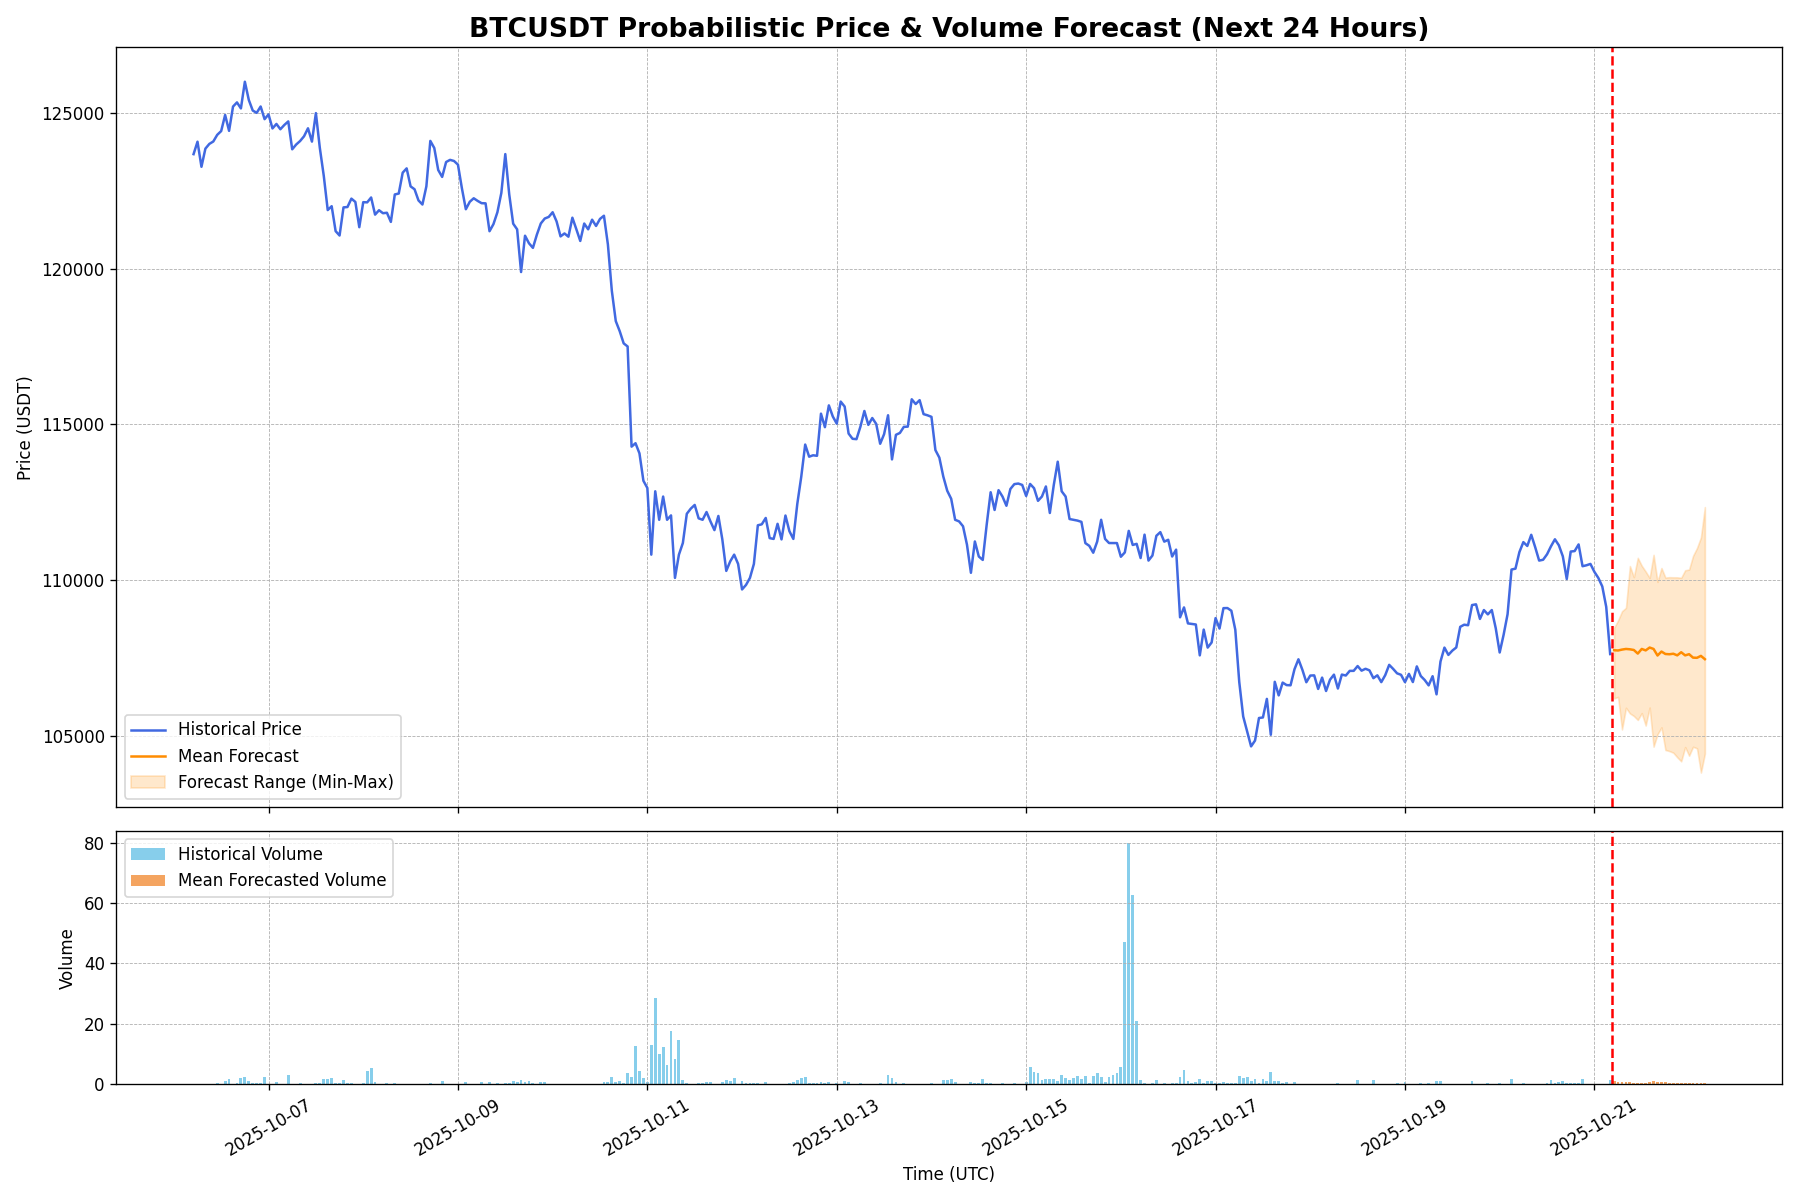 BTCUSDT Probabilistic Price & Volume Forecast (Next 24 Hours)
Price (USDT)
125000
120000
115000
110000
105000
Historical Price
Mean Forecast
Forecast Range (Min-Max)
Volume
80
60
40
20
0
Historical Volume
Mean Forecasted Volume
2025-10-07
2025-10-09
2025-10-11
2025-10-13
2025-10-15
2025-10-17
2025-10-19
2025-10-21
Time (UTC)